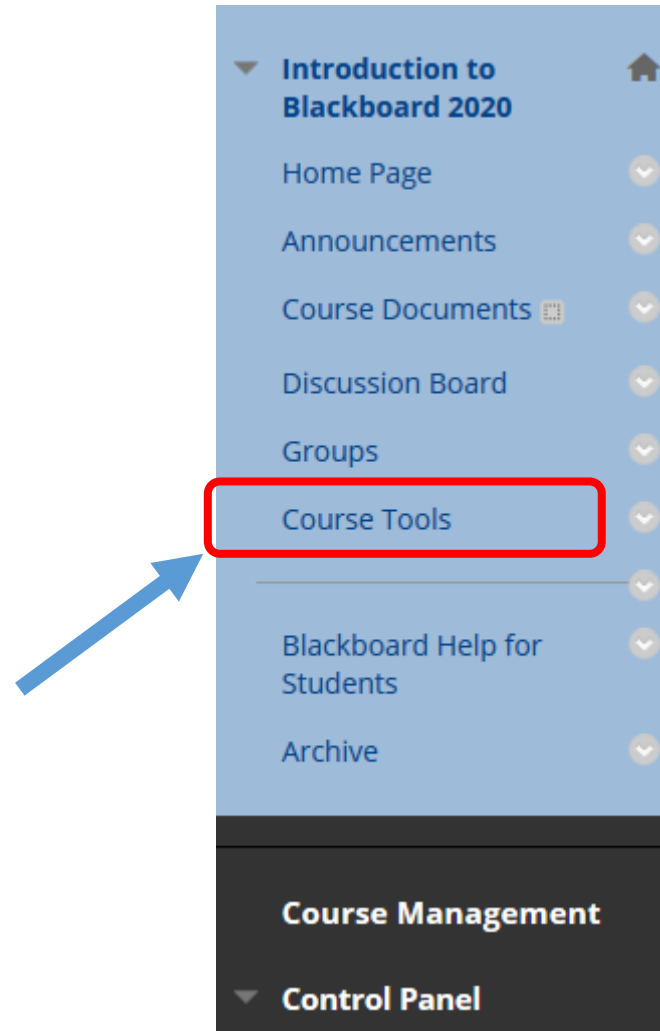 Introduction to
Blackboard 2020
Home Page
Announcements
Course Documents
Discussion Board
Groups
Course Tools
Blackboard Help for
Students
Archive
Course Management
Control Panel